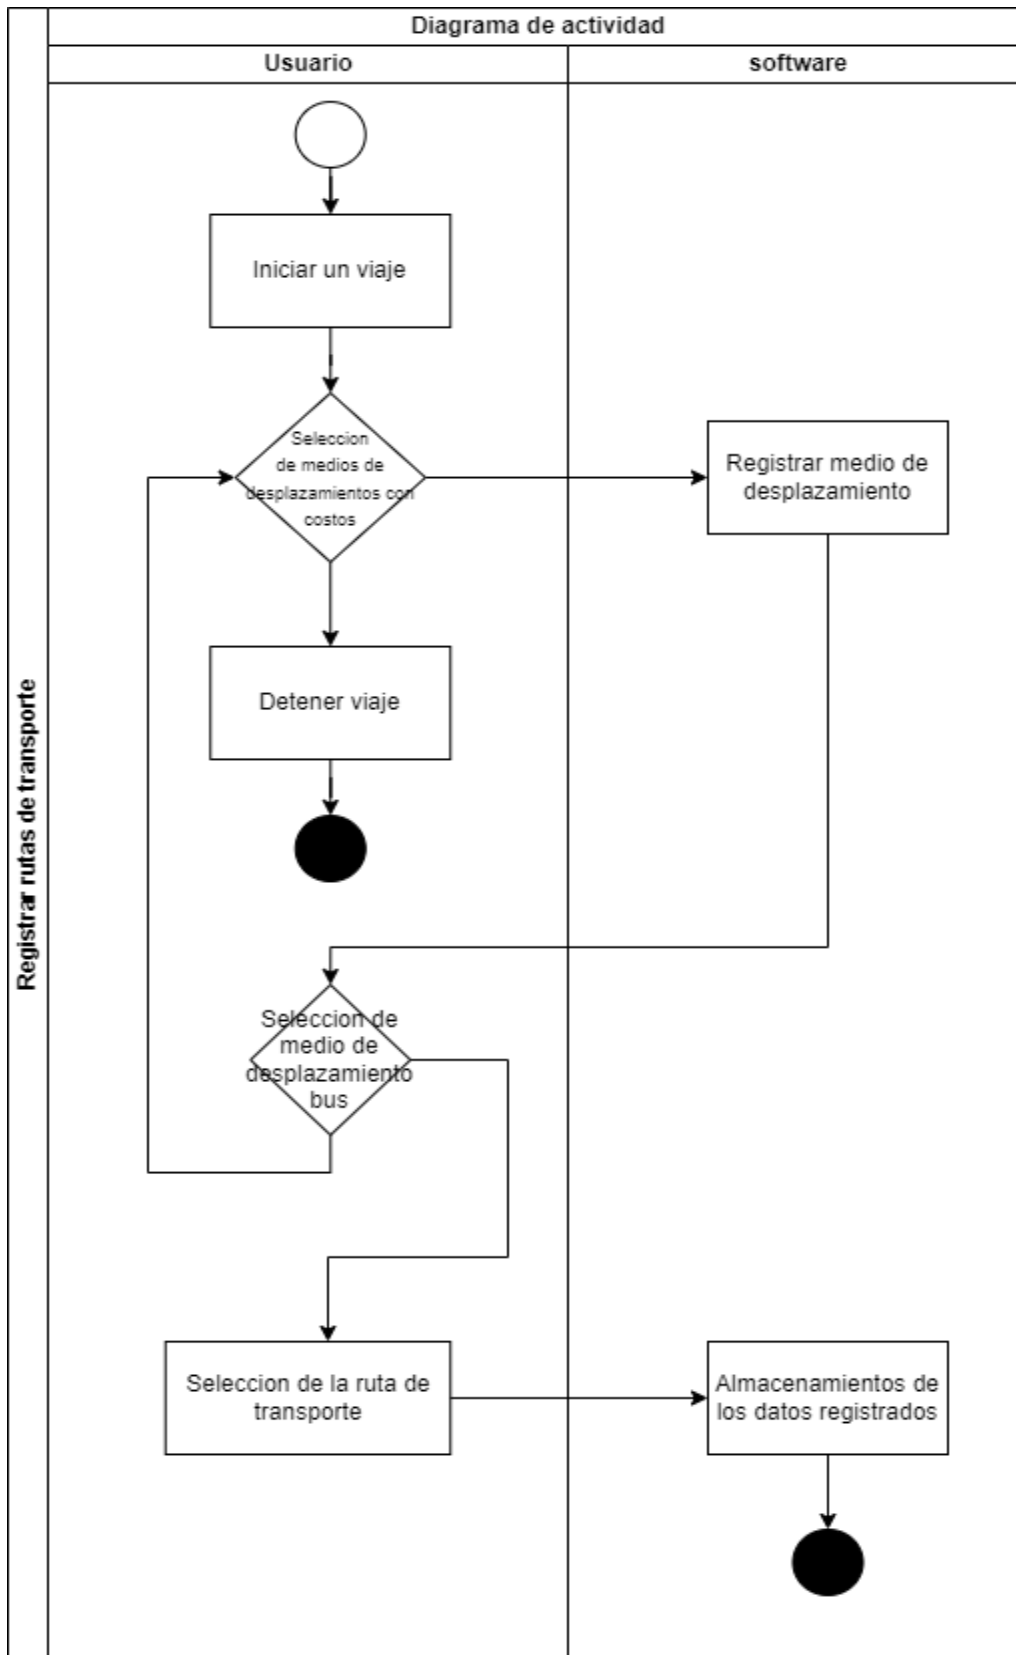 Diagrama de actividad
Usuario
software
Registrar rutas de transporte
Iniciar un viaje
Seleccion
de medios de
desplazamientos con
costos
Registrar medio de
desplazamiento
Detener viaje
Seleccion de
medio de
desplazamiento
bus
Seleccion de la ruta de
transporte
Almacenamientos de
los datos registrados